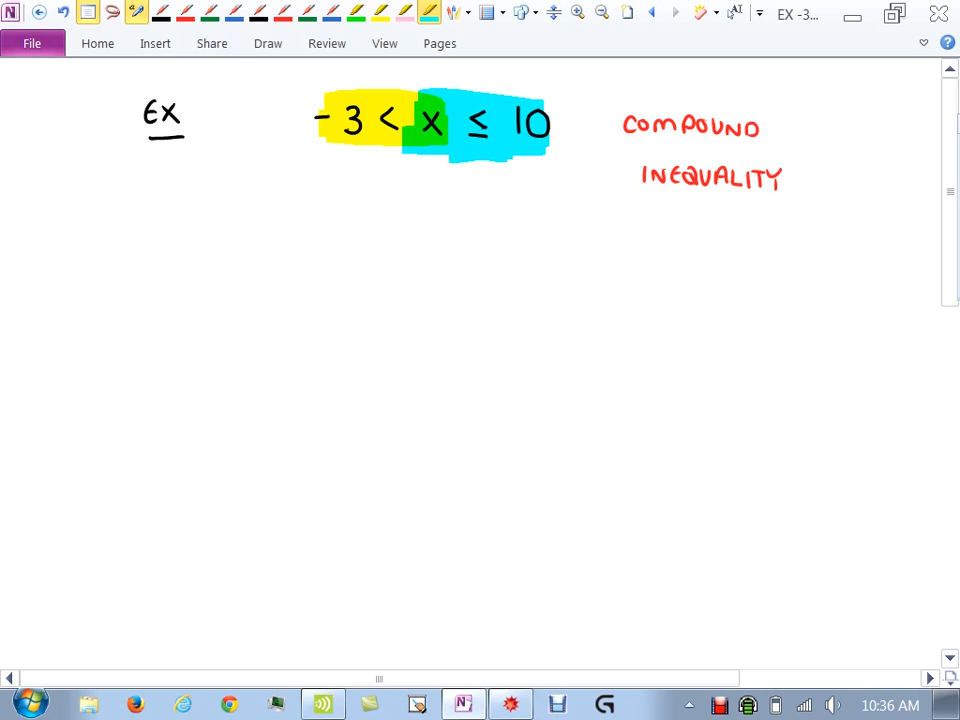 EX -3...
File Home Insert Share Draw Review View Pages
EX -3 < x ≤ 10 COMPOUND
INEQUALITY
10:36 AM